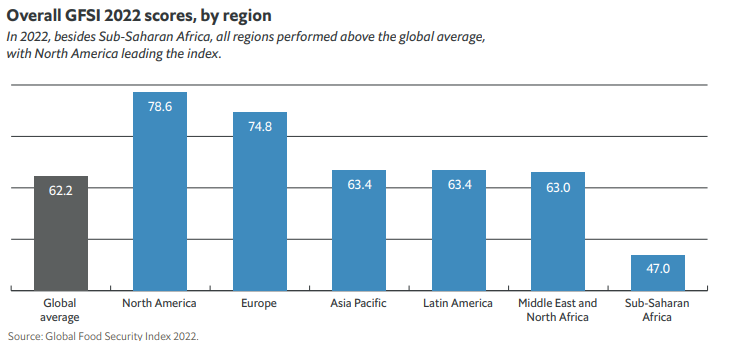 Overall GFSI 2022 scores, by region
In 2022, besides Sub-Saharan Africa, all regions performed above the global average,
with North America leading the index.
62.2
78.6
74.8
63.4
63.4
63.0
47.0
Global
average
North America
Europe
Asia Pacific
Latin America
Middle East and
North Africa
Sub-Saharan
Africa
Source: Global Food Security Index 2022.